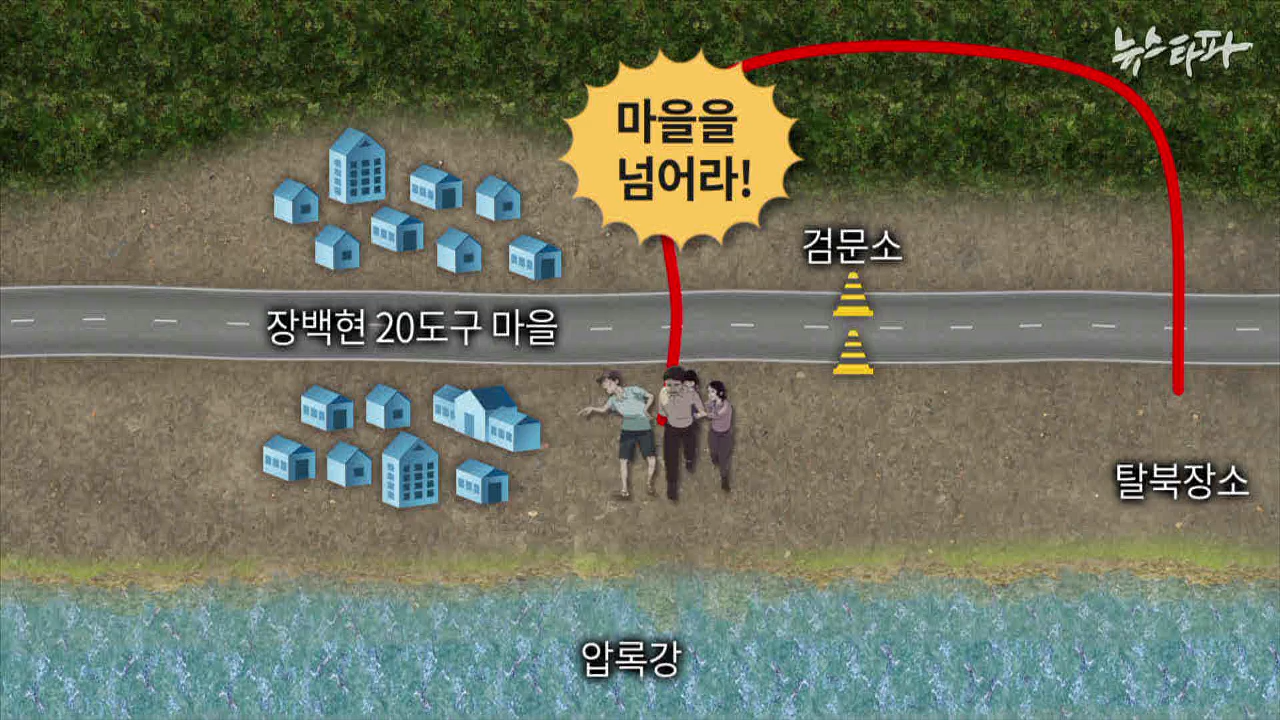 뉴스타파
마을을
넘어라!
검문소
장백현 20도구 마을
탈북장소
압록강